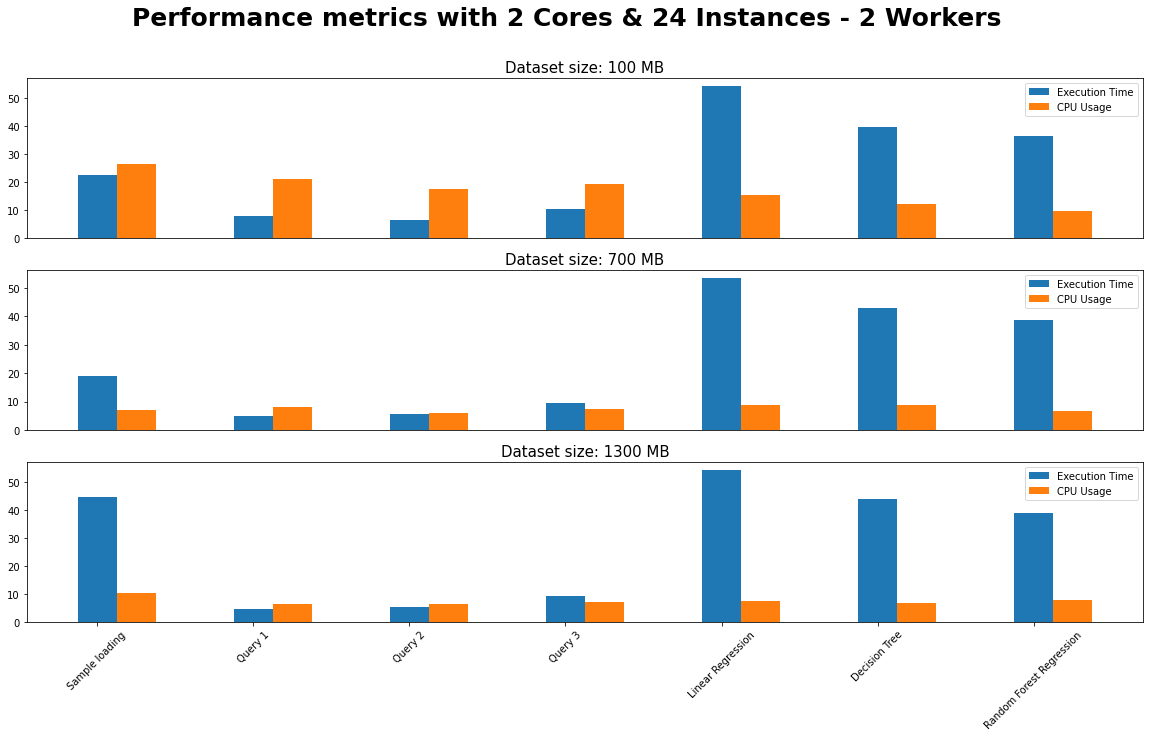 Performance metrics with 2 Cores & 24 Instances - 2 Workers
Dataset size: 100 MB
50
40
30
20
10
0
Execution Time
CPU Usage
Dataset size: 700 MB
50
40
30
20
10
0
Execution Time
CPU Usage
Dataset size: 1300 MB
50
40
30
20
10
0
Execution Time
CPU Usage
Sample loading
Query 1
Query 2
Query 3
Linear Regression
Decision Tree
Random Forest Regression